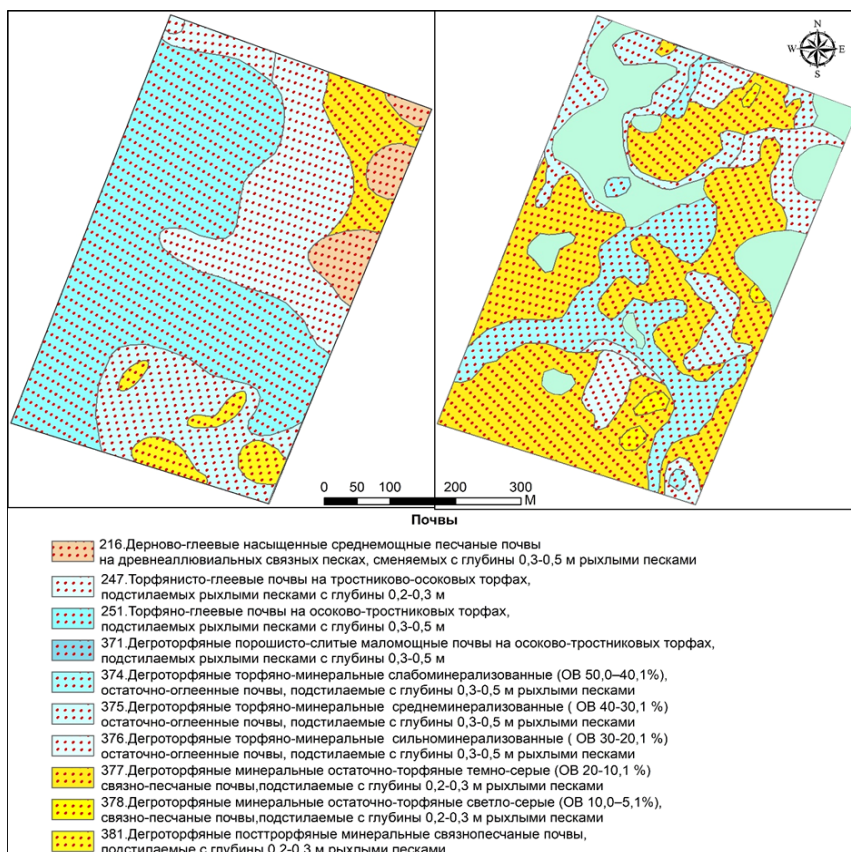 N
W E
S
0 50 100 200 300
М
Почвы
216.Дерново-глеевые насыщенные среднемощные песчаные почвы
на древнеаллювиальных связных песках, сменяемых с глубины 0,3-0,5 м рыхлыми песками
247.Торфянисто-глеевые почвы на тростниково-осоковых торфах,
подстилаемых рыхлыми песками с глубины 0,2-0,3 м
251.Торфяно-глеевые почвы на осоково-тростниковых торфах,
подстилаемых рыхлыми песками с глубины 0,3-0,5 м
371.Дегроторфяные порошисто-слитые маломощные почвы на осоково-тростниковых торфах,
подстилаемых рыхлыми песками с глубины 0,3-0,5 м
374.Дегроторфяные торфяно-минеральные слабоминерализованные (ОВ 50,0–40,1%),
остаточно-оглеенные почвы, подстилаемые с глубины 0,3-0,5 м рыхлыми песками
375.Дегроторфяные торфяно-минеральные среднеминерализованные ( ОВ 40-30,1 %)
остаточно-оглеенные почвы, подстилаемые с глубины 0,3-0,5 м рыхлыми песками
376.Дегроторфяные торфяно-минеральные сильноминерализованные ( ОВ 30-20,1 %)
остаточно-оглеенные почвы, подстилаемые с глубины 0,3-0,5 м рыхлыми песками
377.Дегроторфяные минеральные остаточно-торфяные темно-серые (ОВ 20-10,1 %)
связно-песчаные почвы,подстилаемые с глубины 0,2-0,3 м рыхлыми песками
378.Дегроторфяные минеральные остаточно-торфяные светло-серые (ОВ 10,0–5,1%),
связно-песчаные почвы,подстилаемые с глубины 0,2-0,3 м рыхлыми песками
381.Дегроторфяные посттрорфяные минеральные связнопесчаные почвы,
подстилаемые с глубины 0,2-0,3 м рыхлыми песками